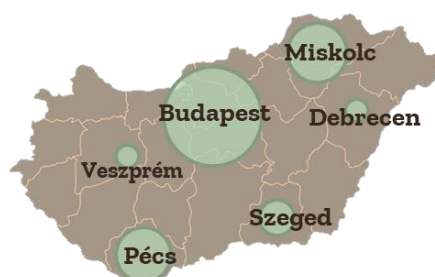 Miskolc
Budapest
Debrecen
Veszprém
Szeged
Pécs